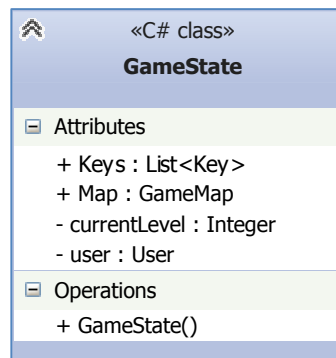 «C# class»
GameState
Attributes
+ Keys : List<Key>
+ Map : GameMap
- currentLevel : Integer
- user : User
Operations
+ GameState()